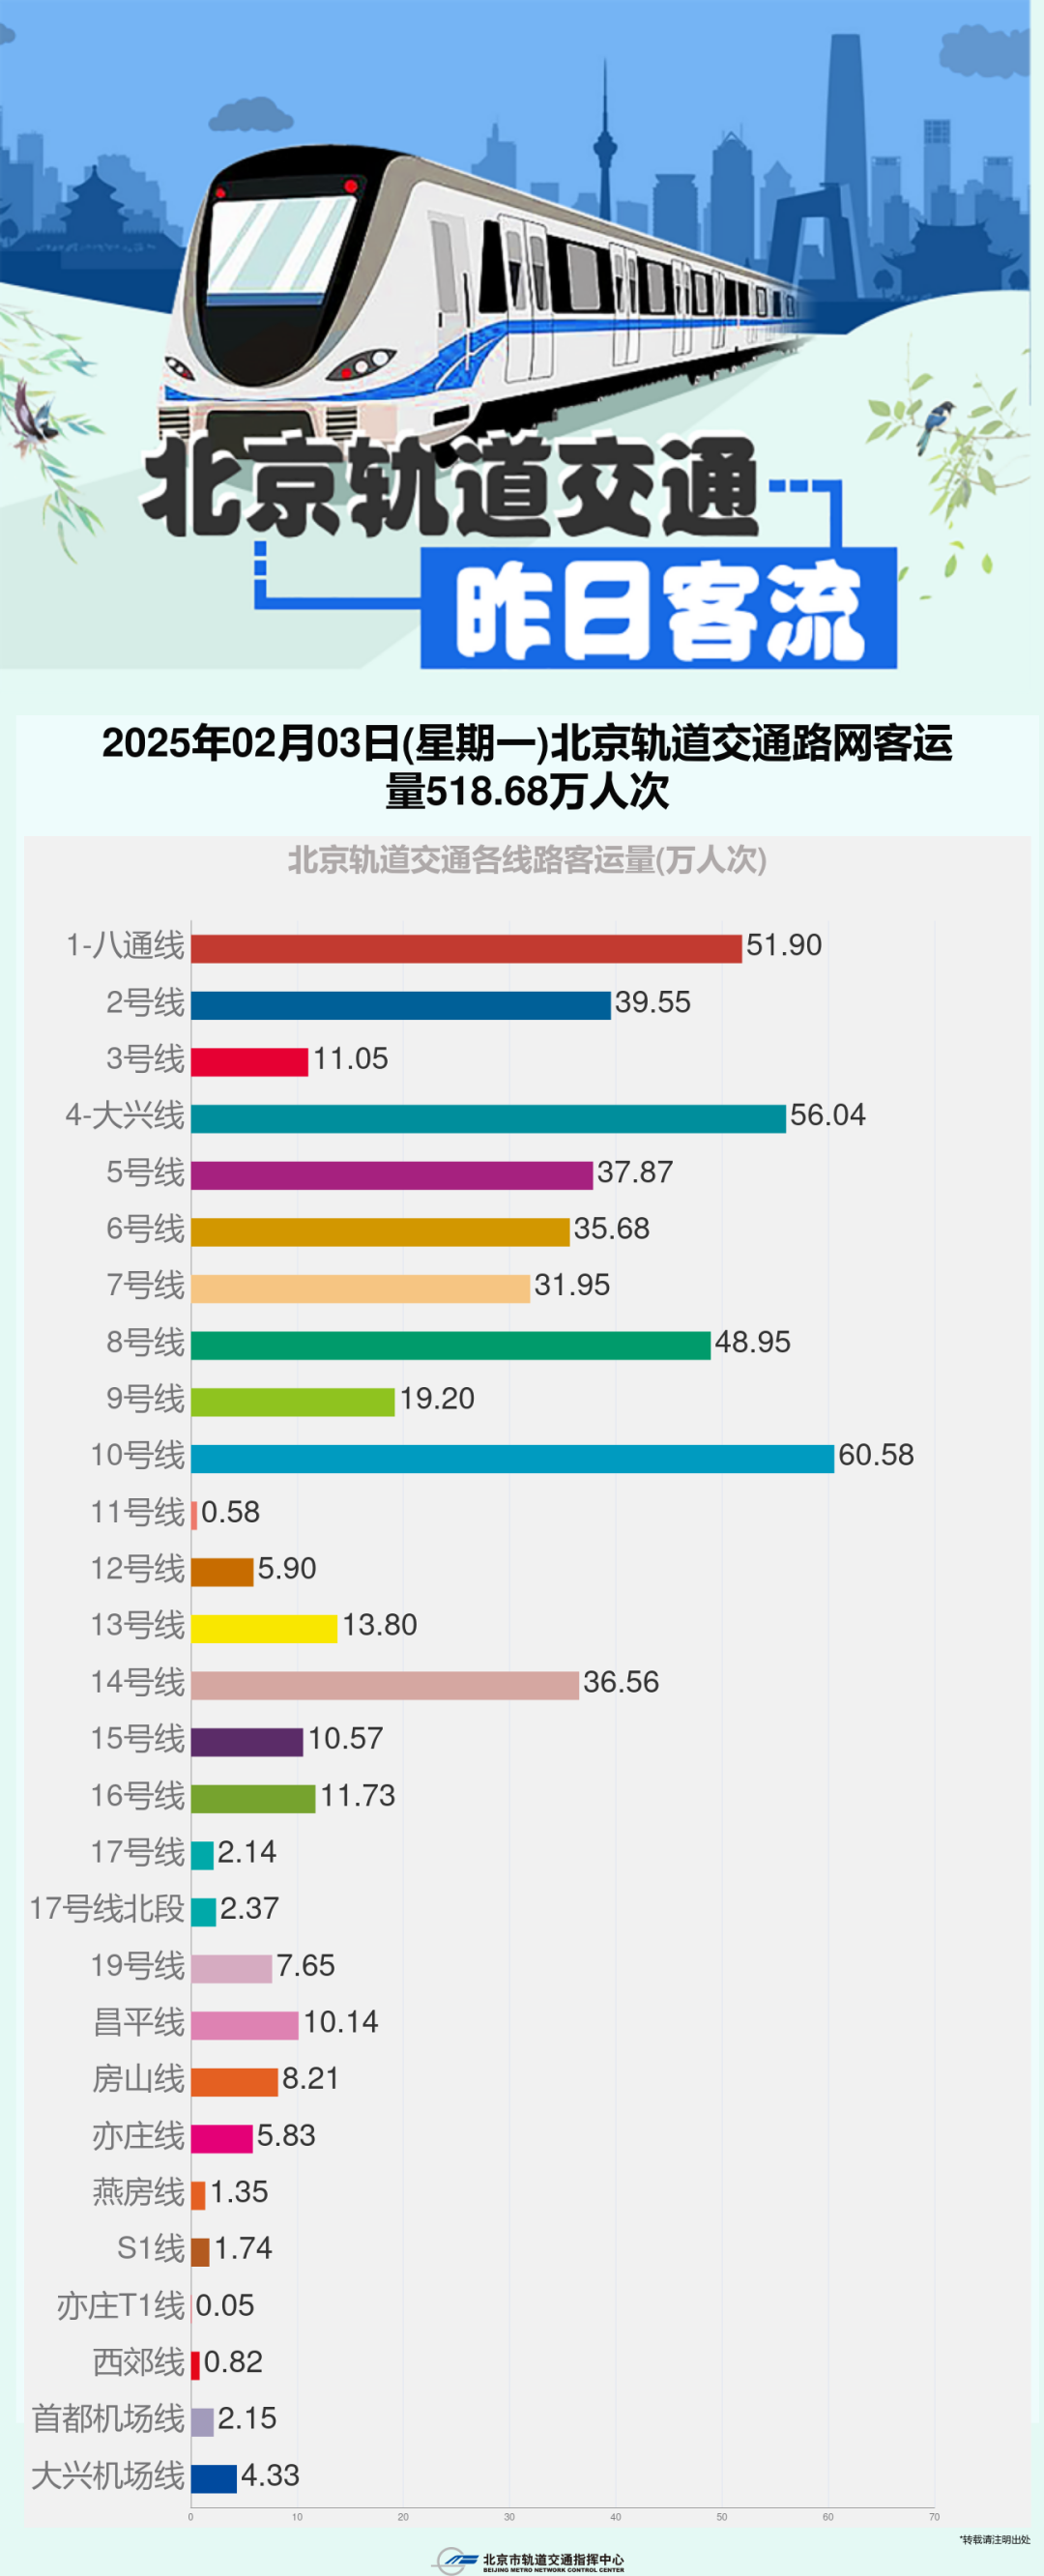 北京轨道交通
昨日客流
2025年02月03日(星期一)北京轨道交通路网客运
量518.68万人次
北京轨道交通各线路客运量(万人次)
1-八通线 51.90
2号线 39.55
3号线 11.05
4-大兴线 56.04
5号线 37.87
6号线 35.68
7号线 31.95
8号线 48.95
9号线 19.20
10号线 60.58
11号线 0.58
12号线 5.90
13号线 13.80
14号线 36.56
15号线 10.57
16号线 11.73
17号线 2.14
17号线北段 2.37
19号线 7.65
昌平线 10.14
房山线 8.21
亦庄线 5.83
燕房线 1.35
S1线 1.74
亦庄T1线 0.05
西郊线 0.82
首都机场线 2.15
大兴机场线 4.33
0 10 20 30 40 50 60 70
*转载请注明出处
北京市轨道交通指挥中心
BEIJING METRO NETWORK CONTROL CENTER